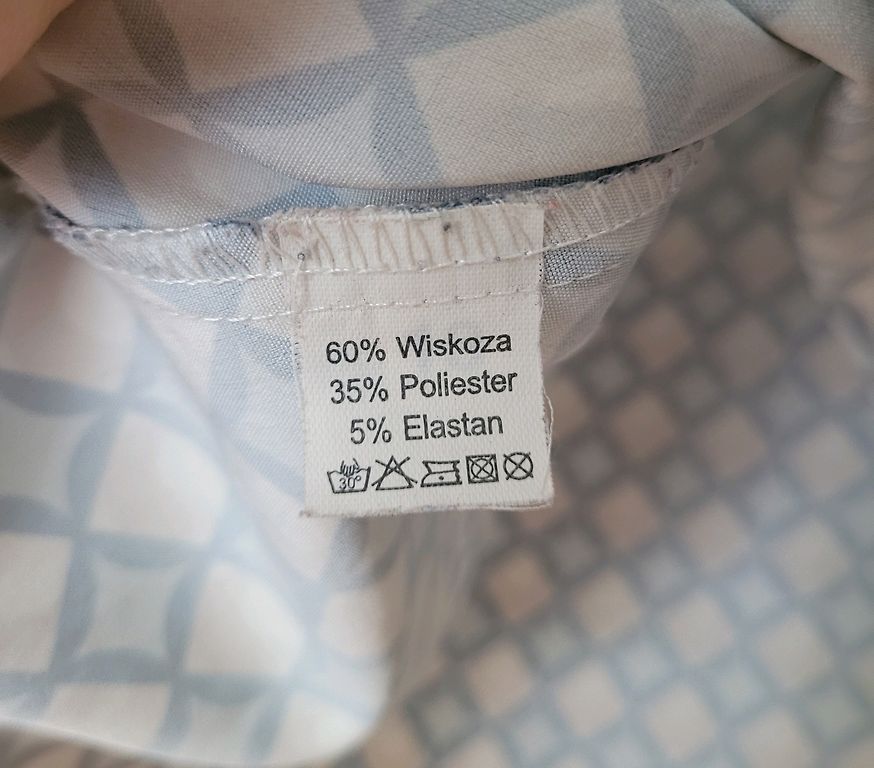 60% Wiskoza
35% Poliester
5% Elastan
30°